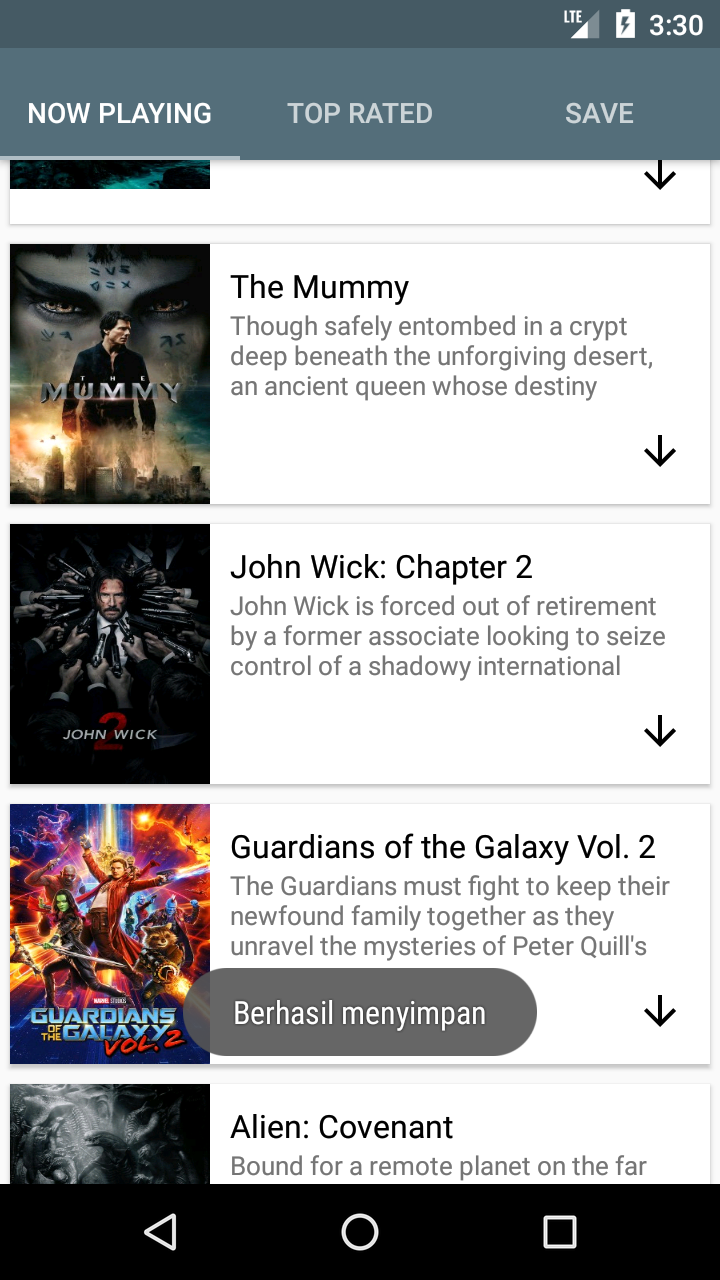 LTE 3:30
NOW PLAYING TOP RATED SAVE
THE
MUMMY
The Mummy
Though safely entombed in a crypt
deep beneath the unforgiving desert,
an ancient queen whose destiny
2
JOHN WICK
John Wick: Chapter 2
John Wick is forced out of retirement
by a former associate looking to seize
control of a shadowy international
MARVEL STUDIOS
GUARDIANS
OF THE GALAXY
VOL. 2
Guardians of the Galaxy Vol. 2
The Guardians must fight to keep their
newfound family together as they
unravel the mysteries of Peter Quill's
Berhasil menyimpan
Alien: Covenant
Bound for a remote planet on the far